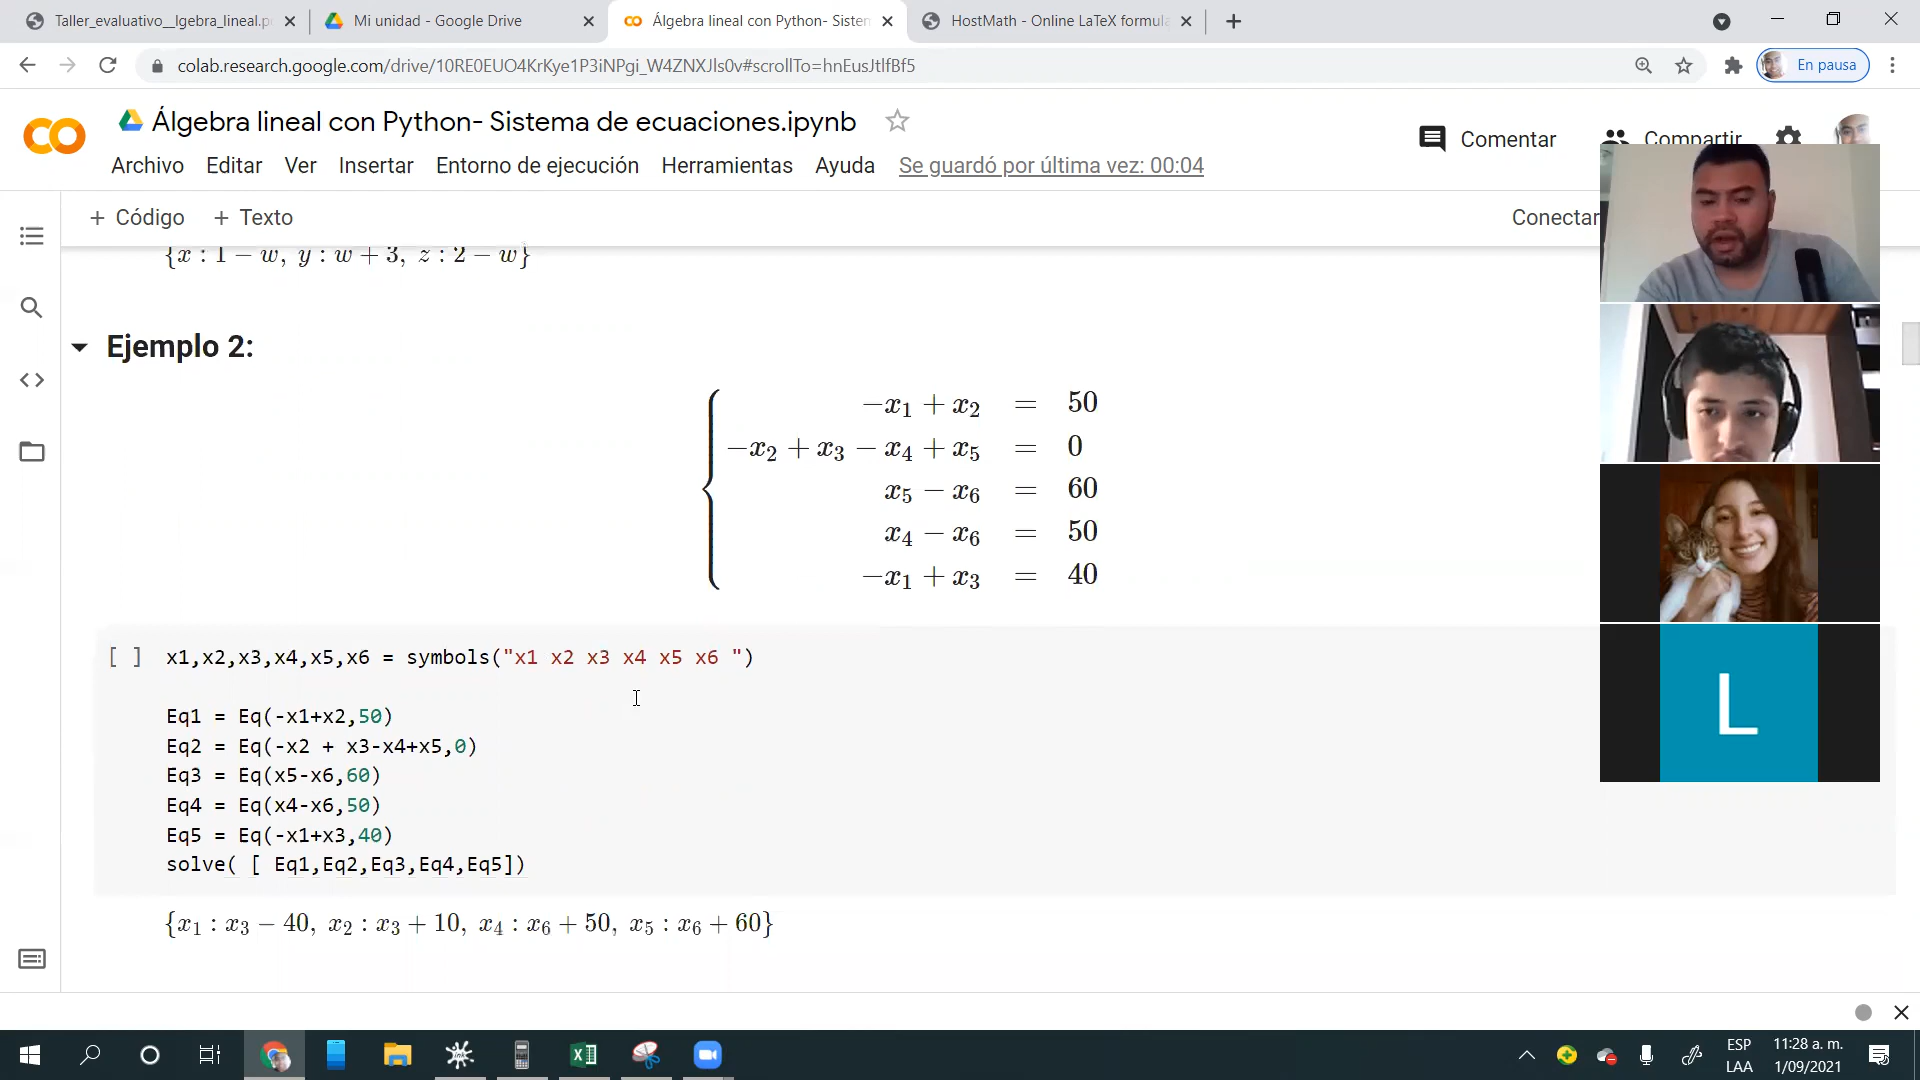 Taller_evaluativo__lgebra_lineal.p
Mi unidad - Google Drive
Álgebra lineal con Python- Sistem
HostMath - Online LaTeX formula
colab.research.google.com/drive/10RE0EUO4KrKye1P3iNPgi_W4ZNXJls0v#scrollTo=hnEusJtlfBf5
En pausa
Álgebra lineal con Python- Sistema de ecuaciones.ipynb
Comentar
Compartir
Archivo Editar Ver Insertar Entorno de ejecución Herramientas Ayuda Se guardó por última vez: 00:04
+ Código + Texto
Conectar
{x : 1 − w, y : w + 3, z : 2 − w}
Ejemplo 2:
−x1 + x2 = 50
−x2 + x3 − x4 + x5 = 0
x5 − x6 = 60
x4 − x6 = 50
−x1 + x3 = 40
[ ] x1,x2,x3,x4,x5,x6 = symbols("x1 x2 x3 x4 x5 x6 ")
Eq1 = Eq(-x1+x2,50)
Eq2 = Eq(-x2 + x3-x4+x5,0)
Eq3 = Eq(x5-x6,60)
Eq4 = Eq(x4-x6,50)
Eq5 = Eq(-x1+x3,40)
solve( [ Eq1,Eq2,Eq3,Eq4,Eq5])
{x1 : x3 − 40, x2 : x3 + 10, x4 : x6 + 50, x5 : x6 + 60}
L
ESP
LAA
11:28 a. m.
1/09/2021